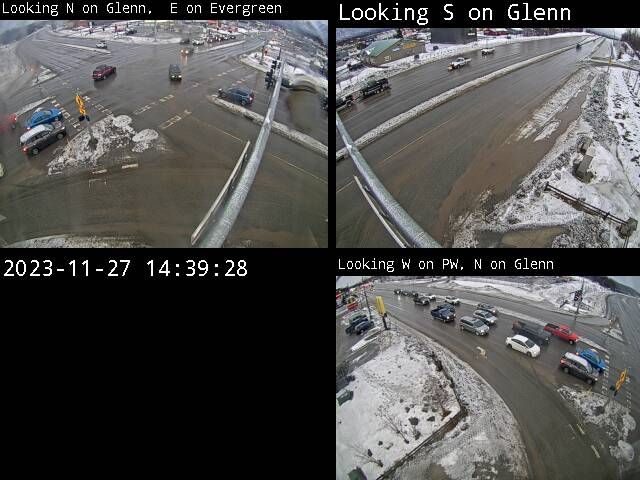 Looking N on Glenn,  E on Evergreen
Looking S on Glenn
2023-11-27 14:39:28
Looking W on PW, N on Glenn